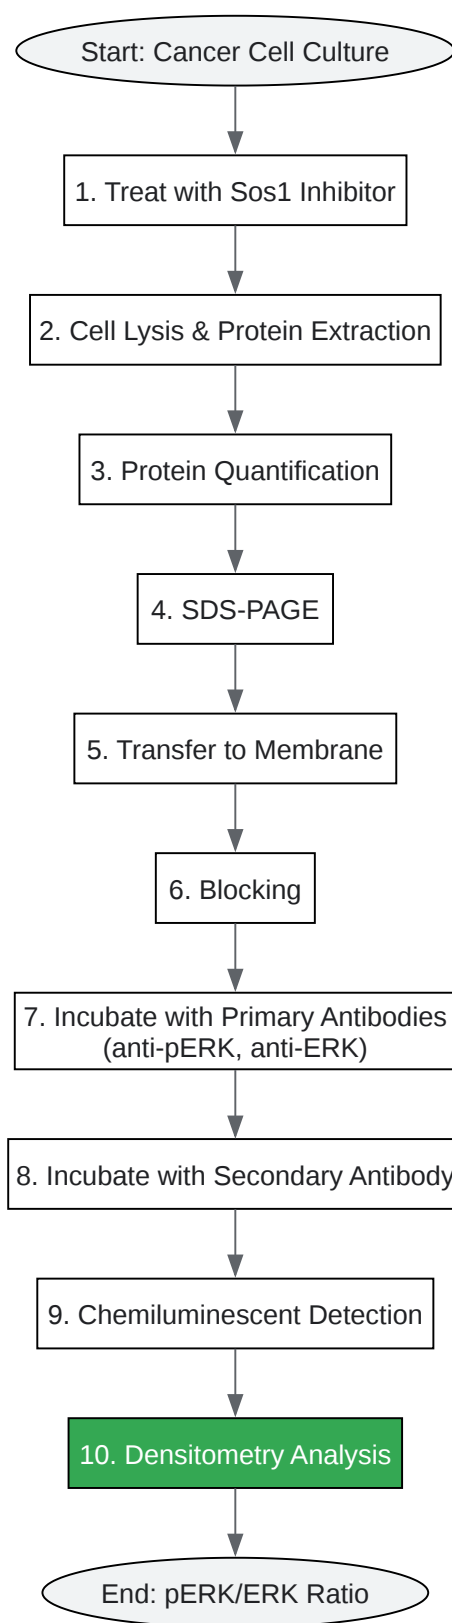 Start: Cancer Cell Culture
1. Treat with Sos1 Inhibitor
2. Cell Lysis & Protein Extraction
3. Protein Quantification
4. SDS-PAGE
5. Transfer to Membrane
6. Blocking
7. Incubate with Primary Antibodies
(anti-pERK, anti-ERK)
8. Incubate with Secondary Antibody
9. Chemiluminescent Detection
10. Densitometry Analysis
End: pERK/ERK Ratio